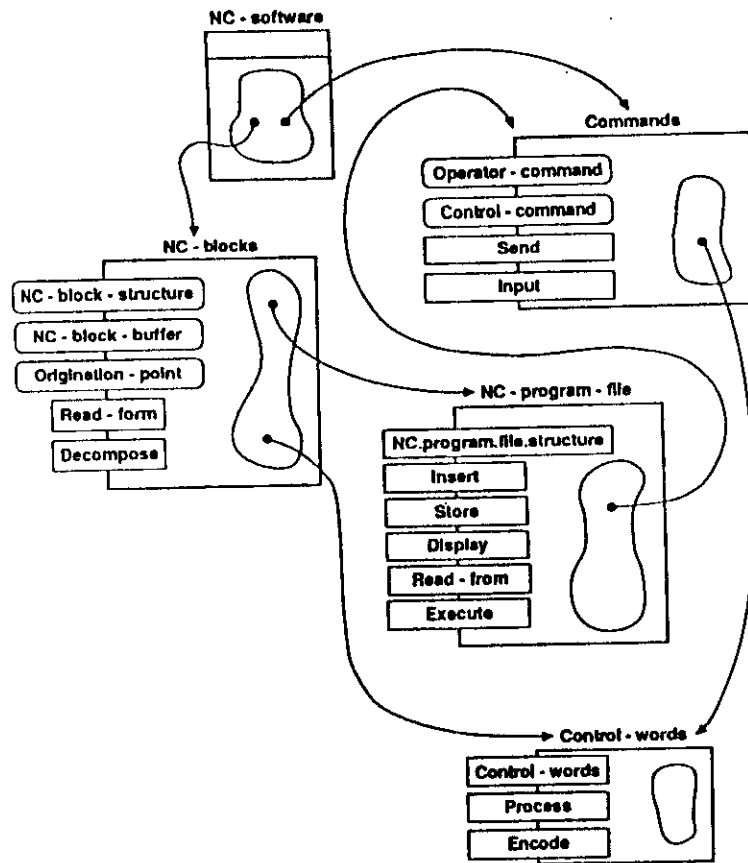 NC - software
Commands
Operator - command
Control - command
Send
Input
NC - blocks
NC - block - structure
NC - block - buffer
Origination - point
Read - form
Decompose
NC - program - file
NC.program.file.structure
Insert
Store
Display
Read - from
Execute
Control - words
Control - words
Process
Encode